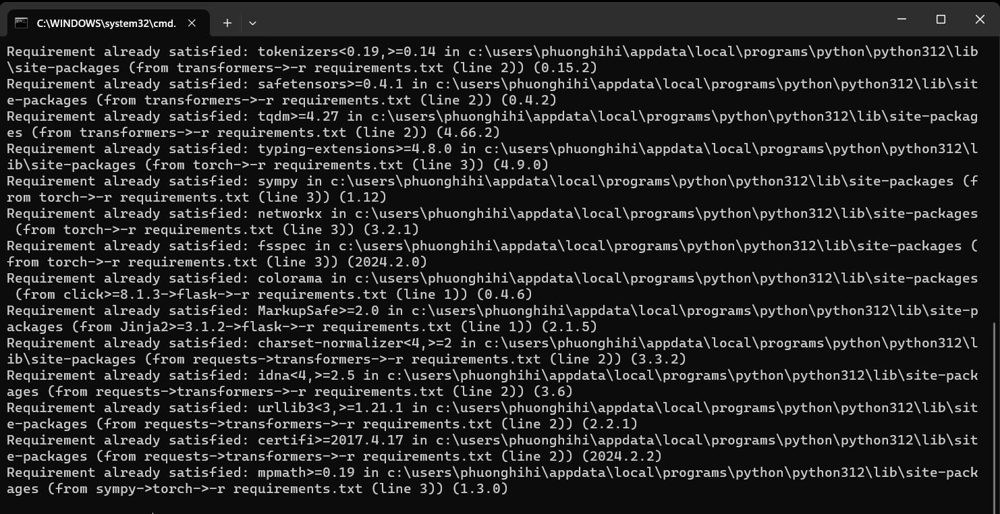 C:\WINDOWS\system32\cmd.
Requirement already satisfied: tokenizers<0.19,>=0.14 in c:\users\phuonghihi\appdata\local\programs\python\python312\lib
\site-packages (from transformers->-r requirements.txt (line 2)) (0.15.2)
Requirement already satisfied: safetensors>=0.4.1 in c:\users\phuonghihi\appdata\local\programs\python\python312\lib\sit
e-packages (from transformers->-r requirements.txt (line 2)) (0.4.2)
Requirement already satisfied: tqdm>=4.27 in c:\users\phuonghihi\appdata\local\programs\python\python312\lib\site-packag
es (from transformers->-r requirements.txt (line 2)) (4.66.2)
Requirement already satisfied: typing-extensions>=4.8.0 in c:\users\phuonghihi\appdata\local\programs\python\python312\l
ib\site-packages (from torch->-r requirements.txt (line 3)) (4.9.0)
Requirement already satisfied: sympy in c:\users\phuonghihi\appdata\local\programs\python\python312\lib\site-packages (f
rom torch->-r requirements.txt (line 3)) (1.12)
Requirement already satisfied: networkx in c:\users\phuonghihi\appdata\local\programs\python\python312\lib\site-packages
 (from torch->-r requirements.txt (line 3)) (3.2.1)
Requirement already satisfied: fsspec in c:\users\phuonghihi\appdata\local\programs\python\python312\lib\site-packages (
from torch->-r requirements.txt (line 3)) (2024.2.0)
Requirement already satisfied: colorama in c:\users\phuonghihi\appdata\local\programs\python\python312\lib\site-packages
 (from click>=8.1.3->flask->-r requirements.txt (line 1)) (0.4.6)
Requirement already satisfied: MarkupSafe>=2.0 in c:\users\phuonghihi\appdata\local\programs\python\python312\lib\site-p
ackages (from Jinja2>=3.1.2->flask->-r requirements.txt (line 1)) (2.1.5)
Requirement already satisfied: charset-normalizer<4,>=2 in c:\users\phuonghihi\appdata\local\programs\python\python312\l
ib\site-packages (from requests->transformers->-r requirements.txt (line 2)) (3.3.2)
Requirement already satisfied: idna<4,>=2.5 in c:\users\phuonghihi\appdata\local\programs\python\python312\lib\site-pack
ages (from requests->transformers->-r requirements.txt (line 2)) (3.6)
Requirement already satisfied: urllib3<3,>=1.21.1 in c:\users\phuonghihi\appdata\local\programs\python\python312\lib\sit
e-packages (from requests->transformers->-r requirements.txt (line 2)) (2.2.1)
Requirement already satisfied: certifi>=2017.4.17 in c:\users\phuonghihi\appdata\local\programs\python\python312\lib\sit
e-packages (from requests->transformers->-r requirements.txt (line 2)) (2024.2.2)
Requirement already satisfied: mpmath>=0.19 in c:\users\phuonghihi\appdata\local\programs\python\python312\lib\site-pack
ages (from sympy->torch->-r requirements.txt (line 3)) (1.3.0)